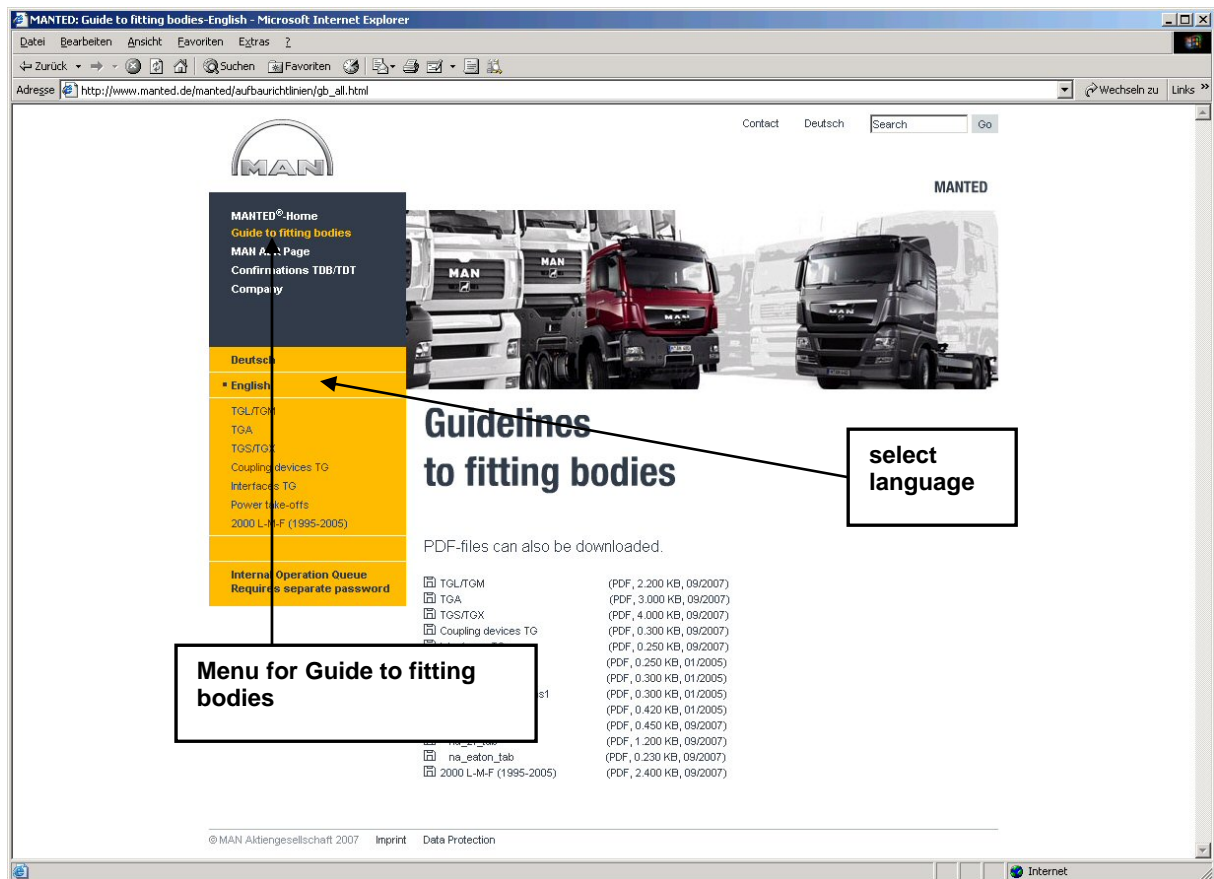 MANTED: Guide to fitting bodies-English - Microsoft Internet Explorer
Datei Bearbeiten Ansicht Favoriten Extras ?
Zurück Suchen Favoriten
Adresse http://www.manted.de/manted/aufbaurichtlinien/gb_all.html Wechseln zu Links »
Contact Deutsch Search Go
MAN
MANTED
MANTED®-Home
Guide to fitting bodies
MAN Page
Confirmations TDB/TDT
Company
MAN MAN
MAN MAN
Deutsch
English
TGL/TGM
TGA
TGS/TGX
Coupling devices TG
Interfaces TG
Power take-offs
2000 L-M-F (1995-2005)
Internal Operation Queue
Requires separate password
Guidelines
to fitting bodies
select
language
PDF-files can also be downloaded.
TGL/TGM (PDF, 2.200 KB, 09/2007)
TGA (PDF, 3.000 KB, 09/2007)
TGS/TGX (PDF, 4.000 KB, 09/2007)
Coupling devices TG (PDF, 0.300 KB, 09/2007)
(PDF, 0.250 KB, 09/2007)
(PDF, 0.250 KB, 01/2005)
(PDF, 0.300 KB, 01/2005)
s1 (PDF, 0.300 KB, 01/2005)
(PDF, 0.420 KB, 01/2005)
(PDF, 0.450 KB, 09/2007)
na_zf_tab (PDF, 1.200 KB, 09/2007)
na_eaton_tab (PDF, 0.230 KB, 09/2007)
2000 L-M-F (1995-2005) (PDF, 2.400 KB, 09/2007)
Menu for Guide to fitting
bodies
© MAN Aktiengesellschaft 2007 Imprint Data Protection
Internet